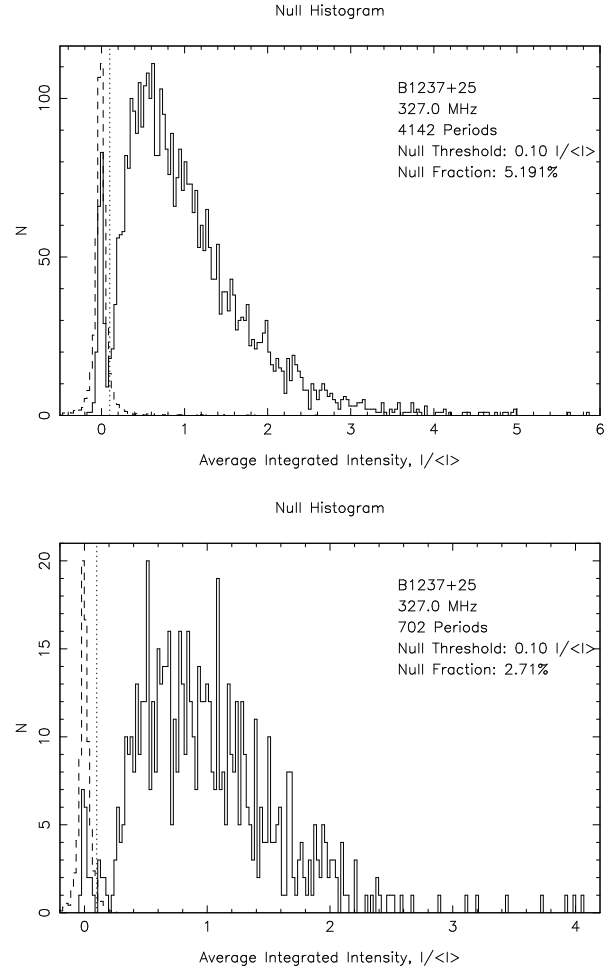 Null Histogram
B1237+25
327.0 MHz
4142 Periods
Null Threshold: 0.10 I/<I>
Null Fraction: 5.191%
100
50
0
N
0 1 2 3 4 5 6
Average Integrated Intensity, I/<I>
Null Histogram
B1237+25
327.0 MHz
702 Periods
Null Threshold: 0.10 I/<I>
Null Fraction: 2.71%
20
15
10
5
0
N
0 1 2 3 4
Average Integrated Intensity, I/<I>